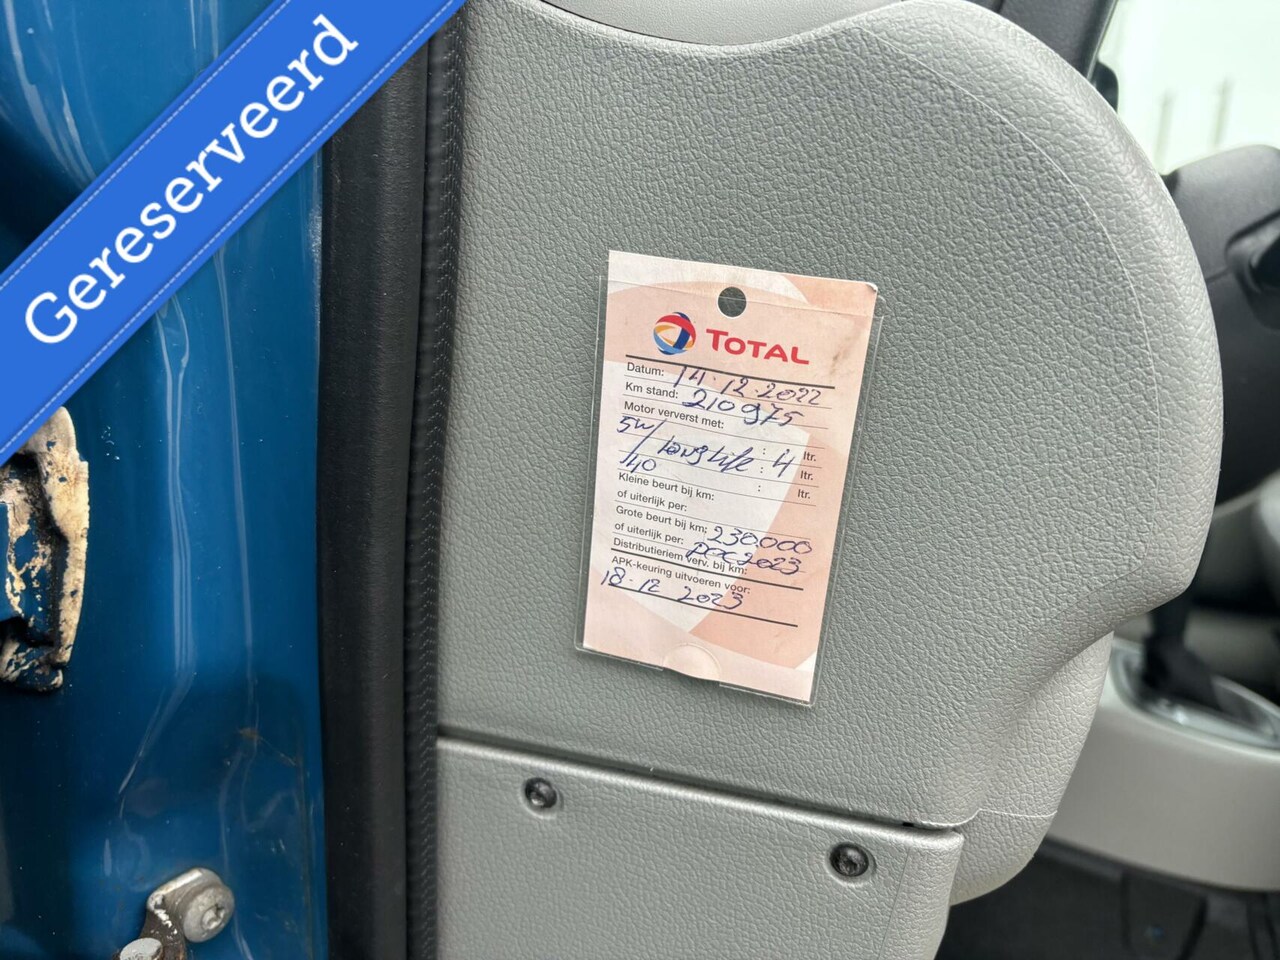 Gereserveerd
TOTAL
Datum: 14-12-2022
Km stand: 210975
Motor ververst met:
5W/ : ltr.
Long Life : 4 ltr.
/40 : ltr.
Kleine beurt bij km:
of uiterlijk per:
Grote beurt bij km: 230.000
of uiterlijk per: Dec 2023
Distributieriem verv. bij km:
APK-keuring uitvoeren voor:
18-12 2023